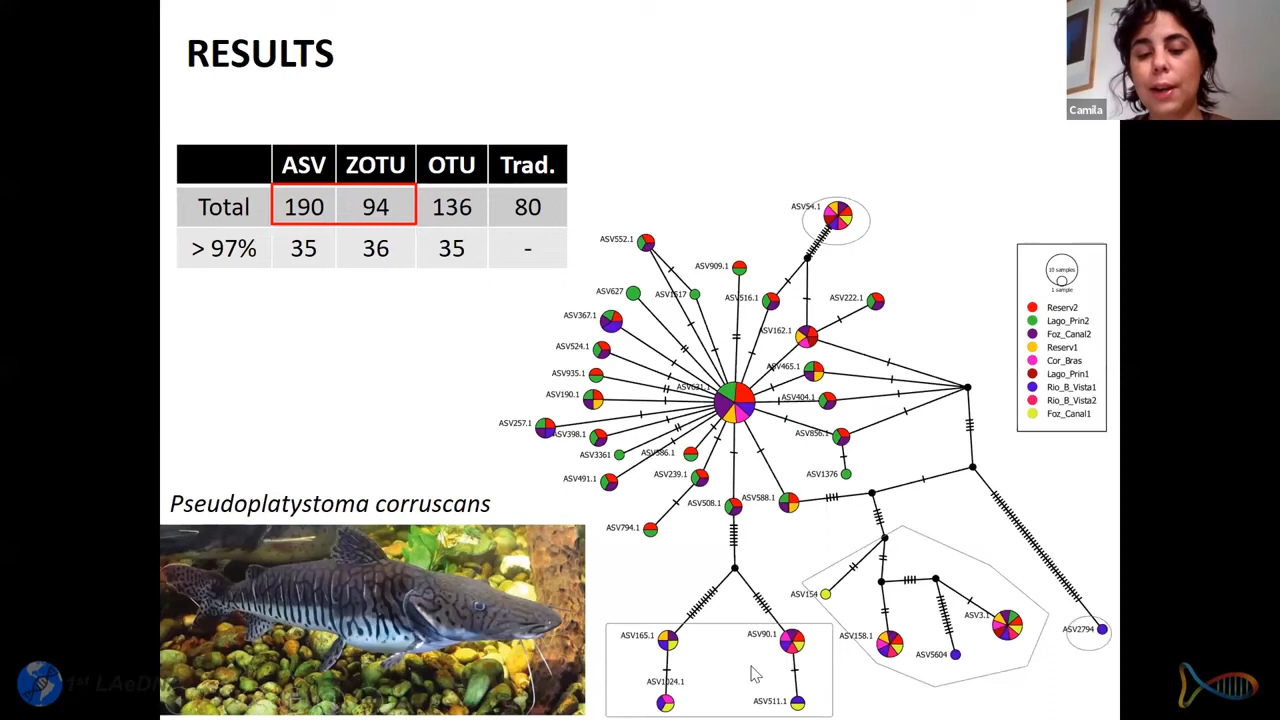 RESULTS
Camila
ASV ZOTU OTU Trad.
Total 190 94 136 80
> 97% 35 36 35 -
ASV54.1
ASV552.1
ASV909.1
ASV627
ASV1517
ASV516.1
ASV222.1
ASV367.1
ASV162.1
ASV524.1
ASV465.1
ASV935.1
ASV631.1
ASV190.1
ASV404.1
ASV257.1
ASV398.1
ASV856.1
ASV3361
ASV586.1
ASV491.1
ASV239.1
ASV1376
ASV508.1
ASV588.1
ASV794.1
ASV154
ASV3.1
ASV165.1
ASV90.1
ASV158.1
ASV2794
ASV5604
ASV1024.1
ASV511.1
10 samples
1 sample
Reserv2
Lago_Prin2
Foz_Canal2
Reserv1
Cor_Bras
Lago_Prin1
Rio_B_Vista1
Rio_B_Vista2
Foz_Canal1
Pseudoplatystoma corruscans